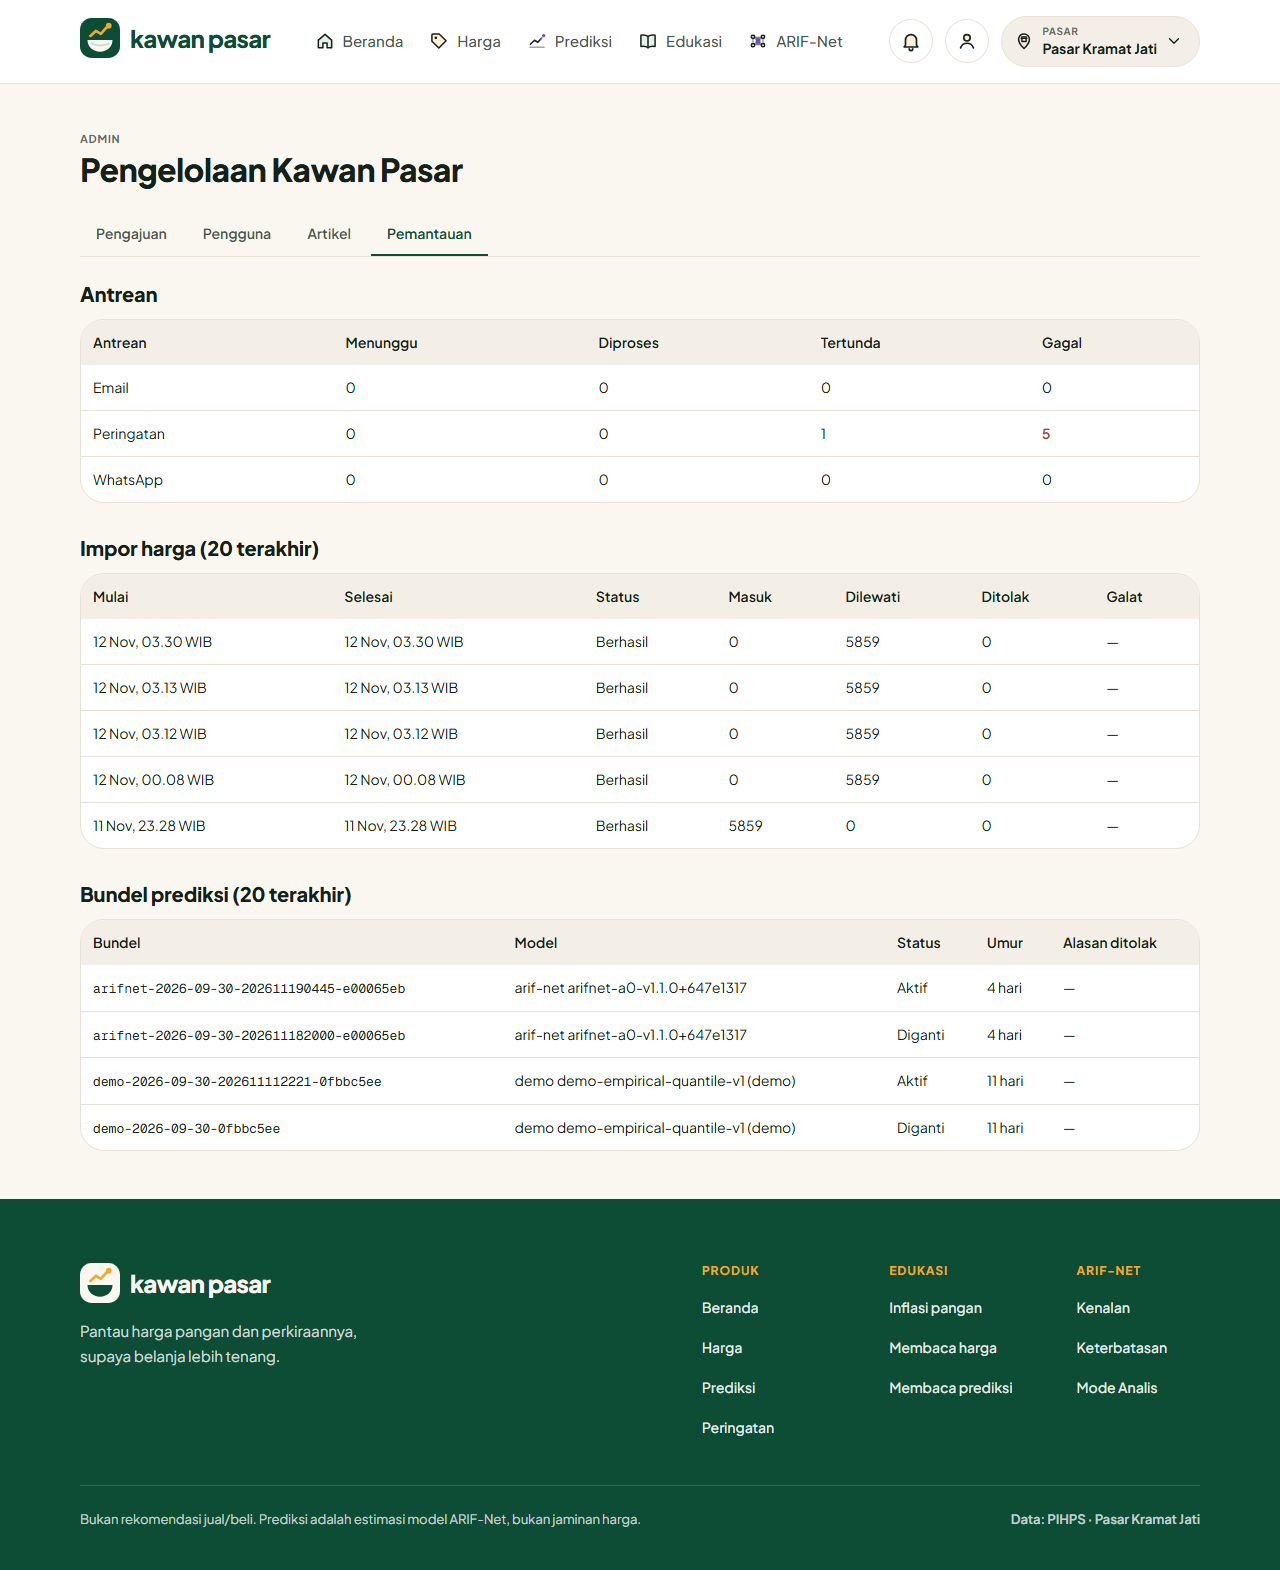 kawan pasar
Beranda
Harga
Prediksi
Edukasi
ARIF-Net
PASAR
Pasar Kramat Jati
ADMIN
Pengelolaan Kawan Pasar
Pengajuan Pengguna Artikel Pemantauan
Antrean
Antrean Menunggu Diproses Tertunda Gagal
Email 0 0 0 0
Peringatan 0 0 1 5
WhatsApp 0 0 0 0
Impor harga (20 terakhir)
Mulai Selesai Status Masuk Dilewati Ditolak Galat
12 Nov, 03.30 WIB 12 Nov, 03.30 WIB Berhasil 0 5859 0 —
12 Nov, 03.13 WIB 12 Nov, 03.13 WIB Berhasil 0 5859 0 —
12 Nov, 03.12 WIB 12 Nov, 03.12 WIB Berhasil 0 5859 0 —
12 Nov, 00.08 WIB 12 Nov, 00.08 WIB Berhasil 0 5859 0 —
11 Nov, 23.28 WIB 11 Nov, 23.28 WIB Berhasil 5859 0 0 —
Bundel prediksi (20 terakhir)
Bundel Model Status Umur Alasan ditolak
arifnet-2026-09-30-202611190445-e00065eb arif-net arifnet-a0-v1.1.0+647e1317 Aktif 4 hari —
arifnet-2026-09-30-202611182000-e00065eb arif-net arifnet-a0-v1.1.0+647e1317 Diganti 4 hari —
demo-2026-09-30-202611112221-0fbbc5ee demo demo-empirical-quantile-v1 (demo) Aktif 11 hari —
demo-2026-09-30-0fbbc5ee demo demo-empirical-quantile-v1 (demo) Diganti 11 hari —
kawan pasar
Pantau harga pangan dan perkiraannya,
supaya belanja lebih tenang.
PRODUK
Beranda
Harga
Prediksi
Peringatan
EDUKASI
Inflasi pangan
Membaca harga
Membaca prediksi
ARIF-NET
Kenalan
Keterbatasan
Mode Analis
Bukan rekomendasi jual/beli. Prediksi adalah estimasi model ARIF-Net, bukan jaminan harga.
Data: PIHPS · Pasar Kramat Jati